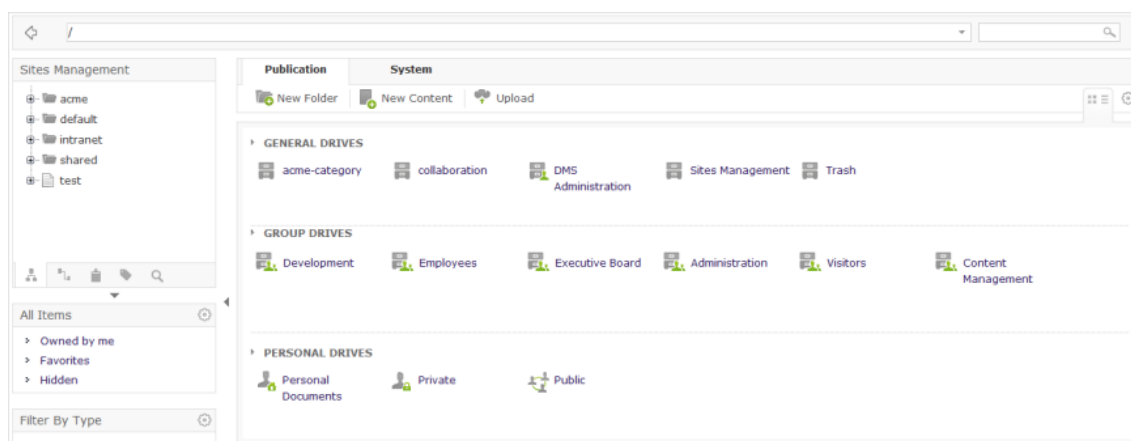 /
Sites Management
acme
default
intranet
shared
test
All Items
Owned by me
Favorites
Hidden
Filter By Type
Publication System
New Folder New Content Upload
GENERAL DRIVES
acme-category collaboration DMS Administration Sites Management Trash
GROUP DRIVES
Development Employees Executive Board Administration Visitors Content Management
PERSONAL DRIVES
Personal Documents Private Public